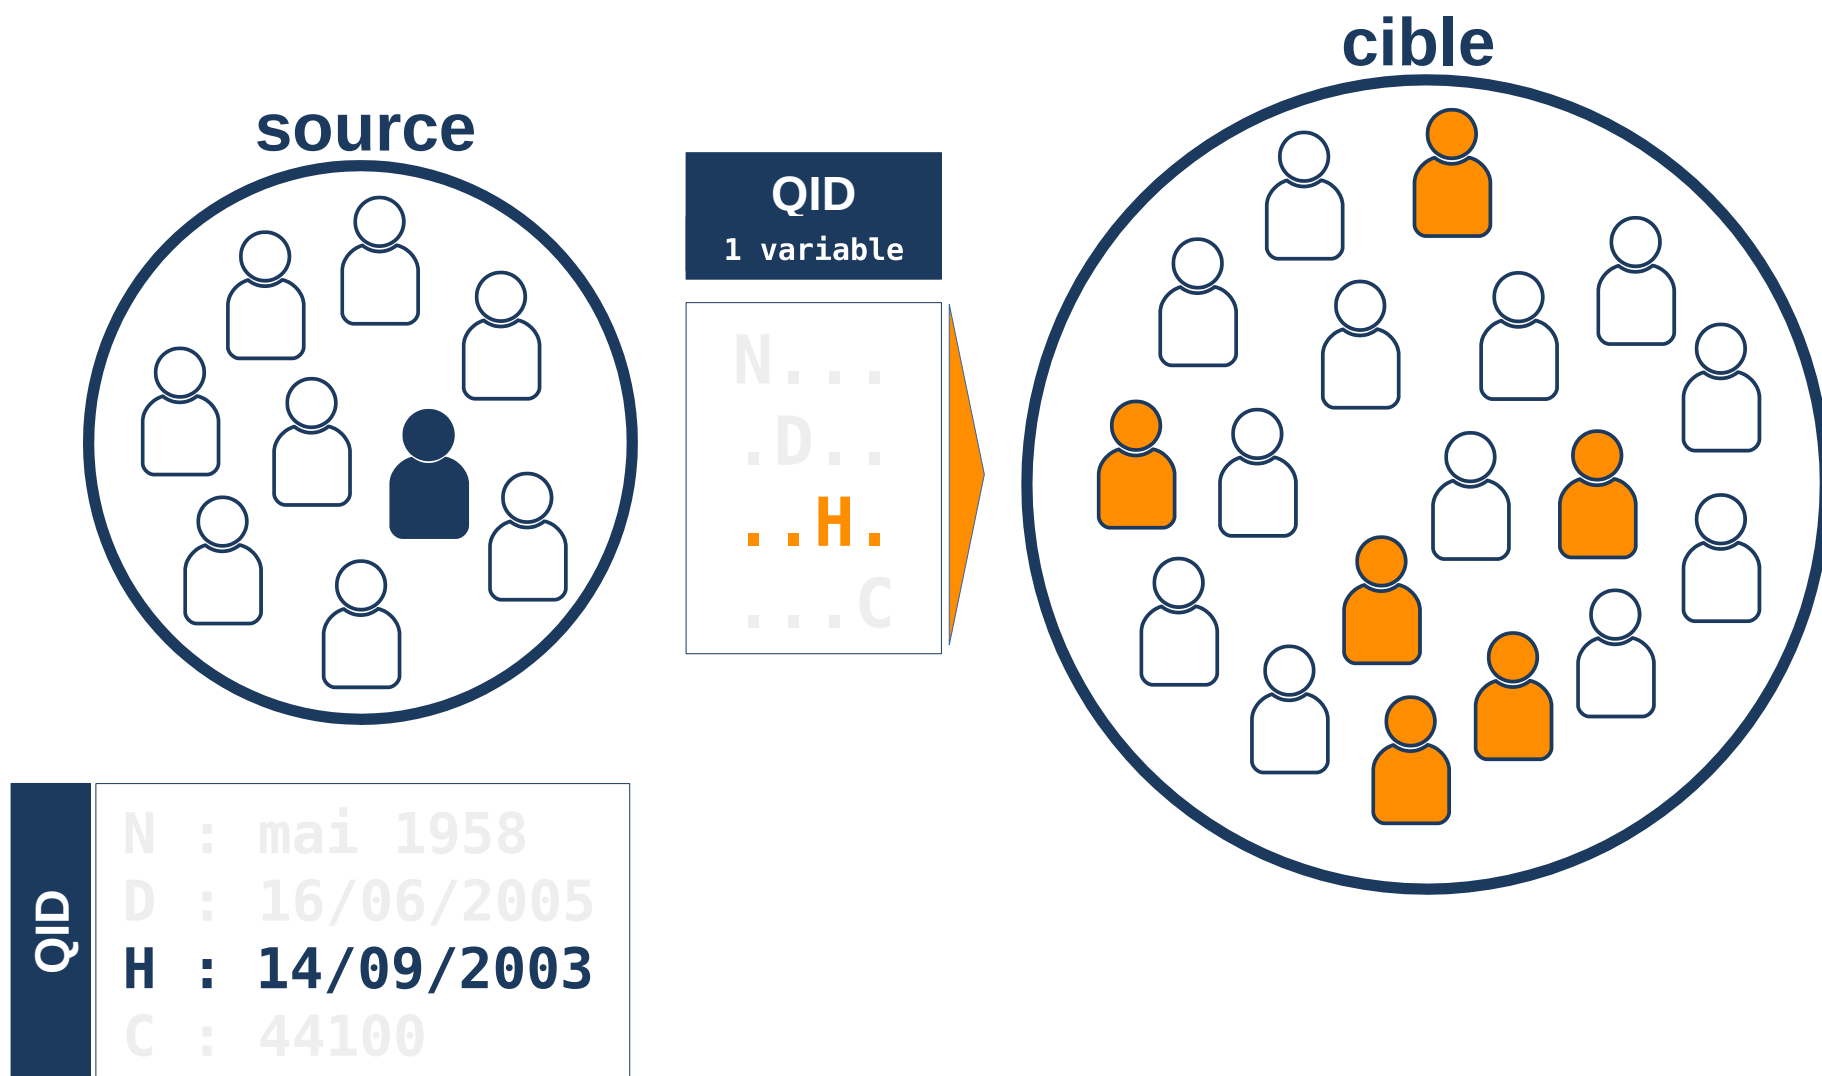 cible
source
QID
1 variable
N...
.D..
..H.
...C
QID
N : mai 1958
D : 16/06/2005
H : 14/09/2003
C : 44100